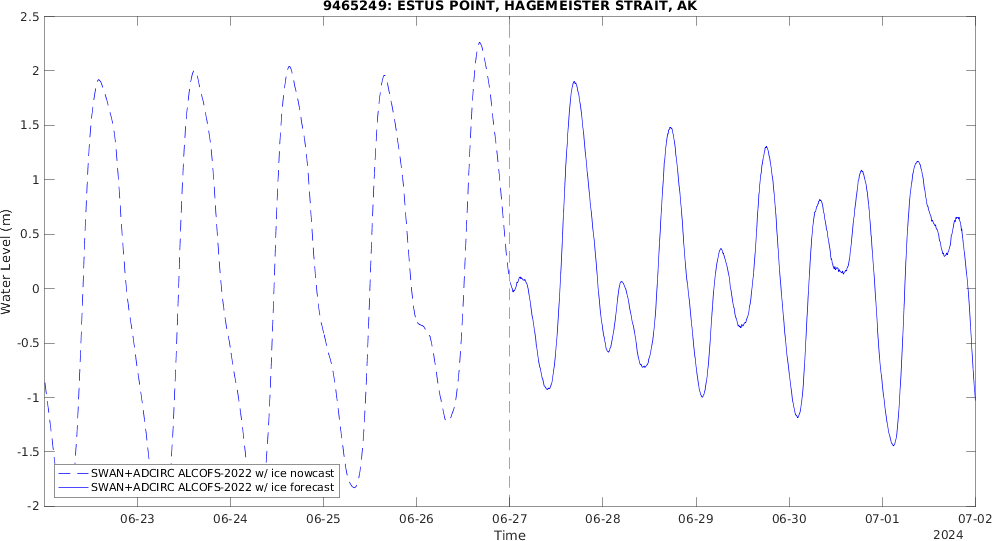 9465249: ESTUS POINT, HAGEMEISTER STRAIT, AK
2.5
2
1.5
1
0.5
0
-0.5
-1
-1.5
-2
Water Level (m)
SWAN+ADCIRC ALCOFS-2022 w/ ice nowcast
SWAN+ADCIRC ALCOFS-2022 w/ ice forecast
06-23 06-24 06-25 06-26 06-27 06-28 06-29 06-30 07-01 07-02
Time
2024